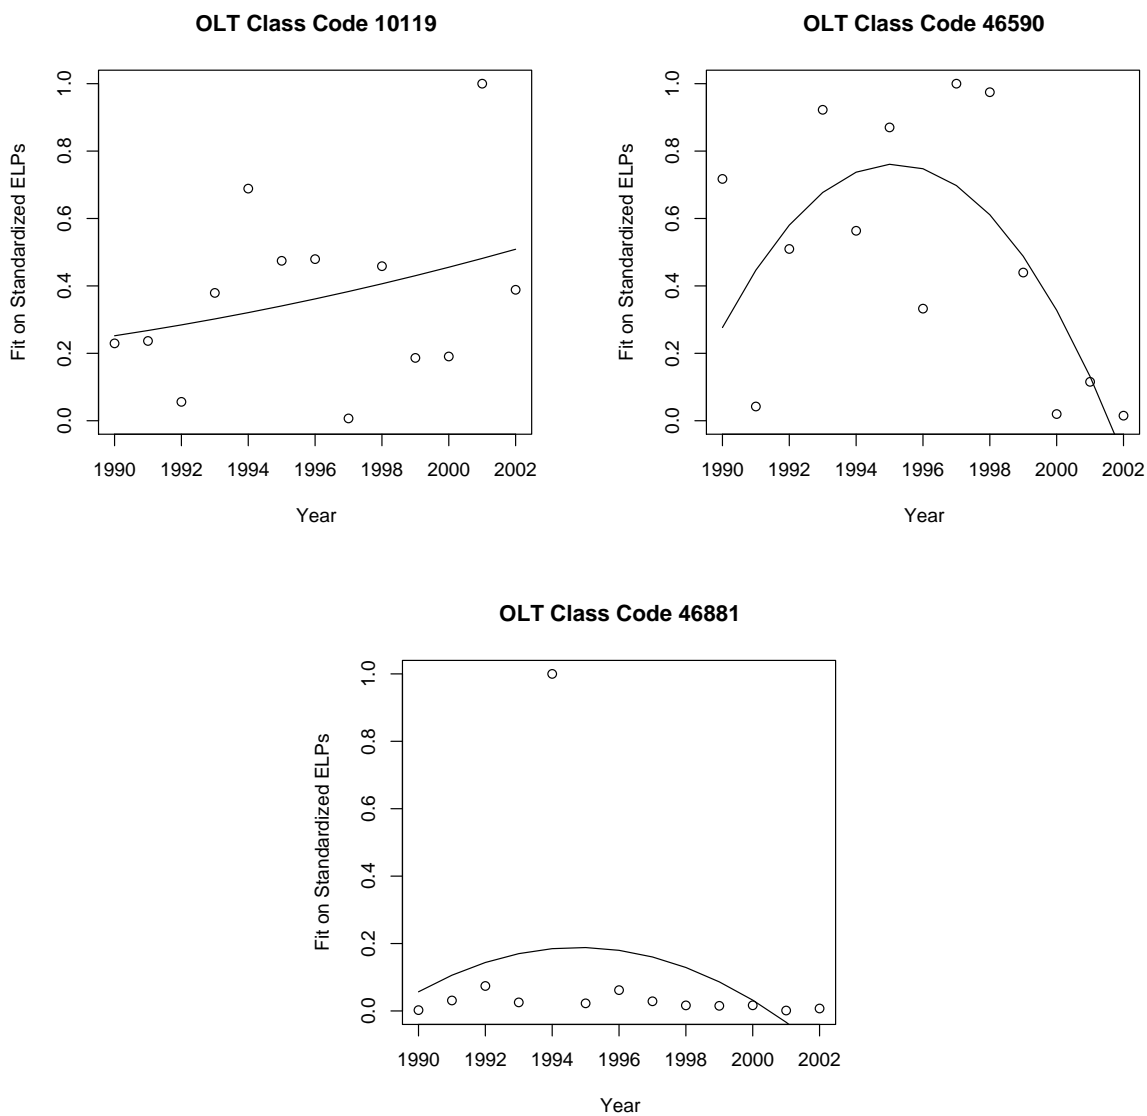 OLT Class Code 10119
Fit on Standardized ELPs
0.0 0.2 0.4 0.6 0.8 1.0
1990 1992 1994 1996 1998 2000 2002
Year
OLT Class Code 46590
Fit on Standardized ELPs
0.0 0.2 0.4 0.6 0.8 1.0
1990 1992 1994 1996 1998 2000 2002
Year
OLT Class Code 46881
Fit on Standardized ELPs
0.0 0.2 0.4 0.6 0.8 1.0
1990 1992 1994 1996 1998 2000 2002
Year